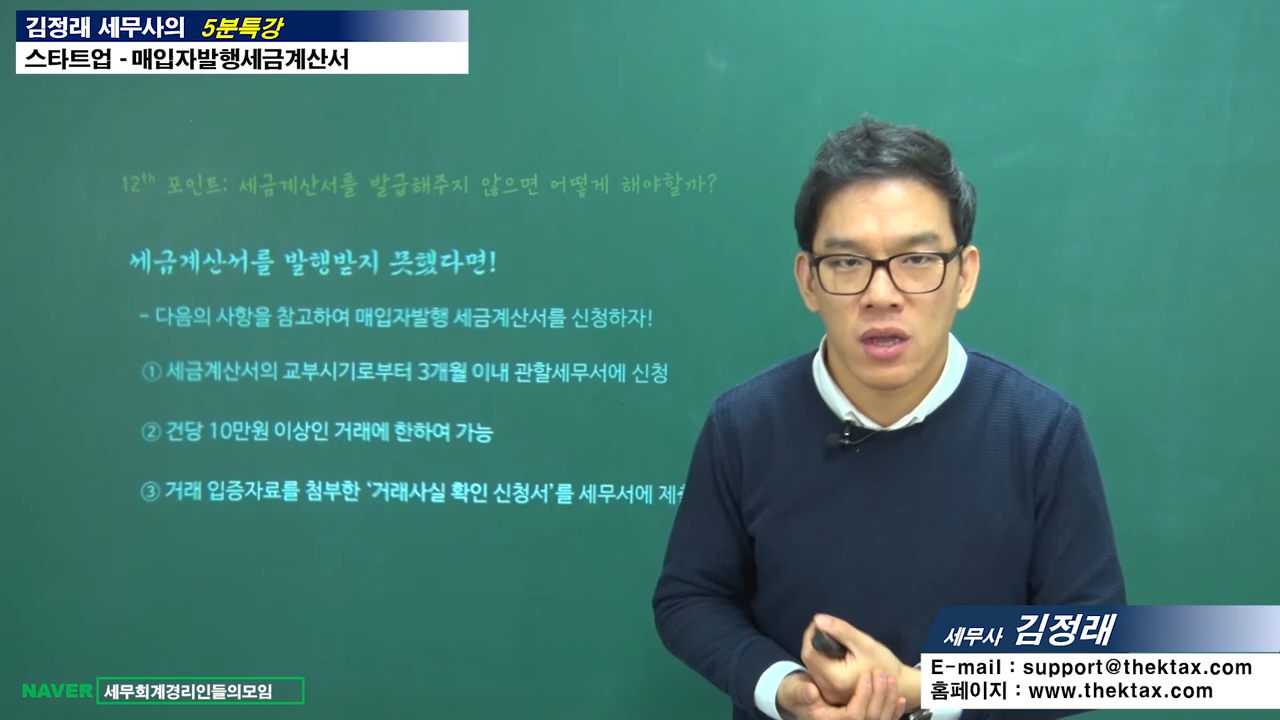 김정래 세무사의 5분특강
스타트업 - 매입자발행세금계산서
12th 포인트: 세금계산서를 발급해주지 않으면 어떻게 해야할까?
세금계산서를 발행받지 못했다면!
- 다음의 사항을 참고하여 매입자발행 세금계산서를 신청하자!
① 세금계산서의 교부시기로부터 3개월 이내 관할세무서에 신청
② 건당 10만원 이상인 거래에 한하여 가능
③ 거래 입증자료를 첨부한 '거래사실 확인 신청서'를 세무서에
세무사 김정래
E-mail : support@thektax.com
홈페이지 : www.thektax.com
NAVER 세무회계경리인들의모임